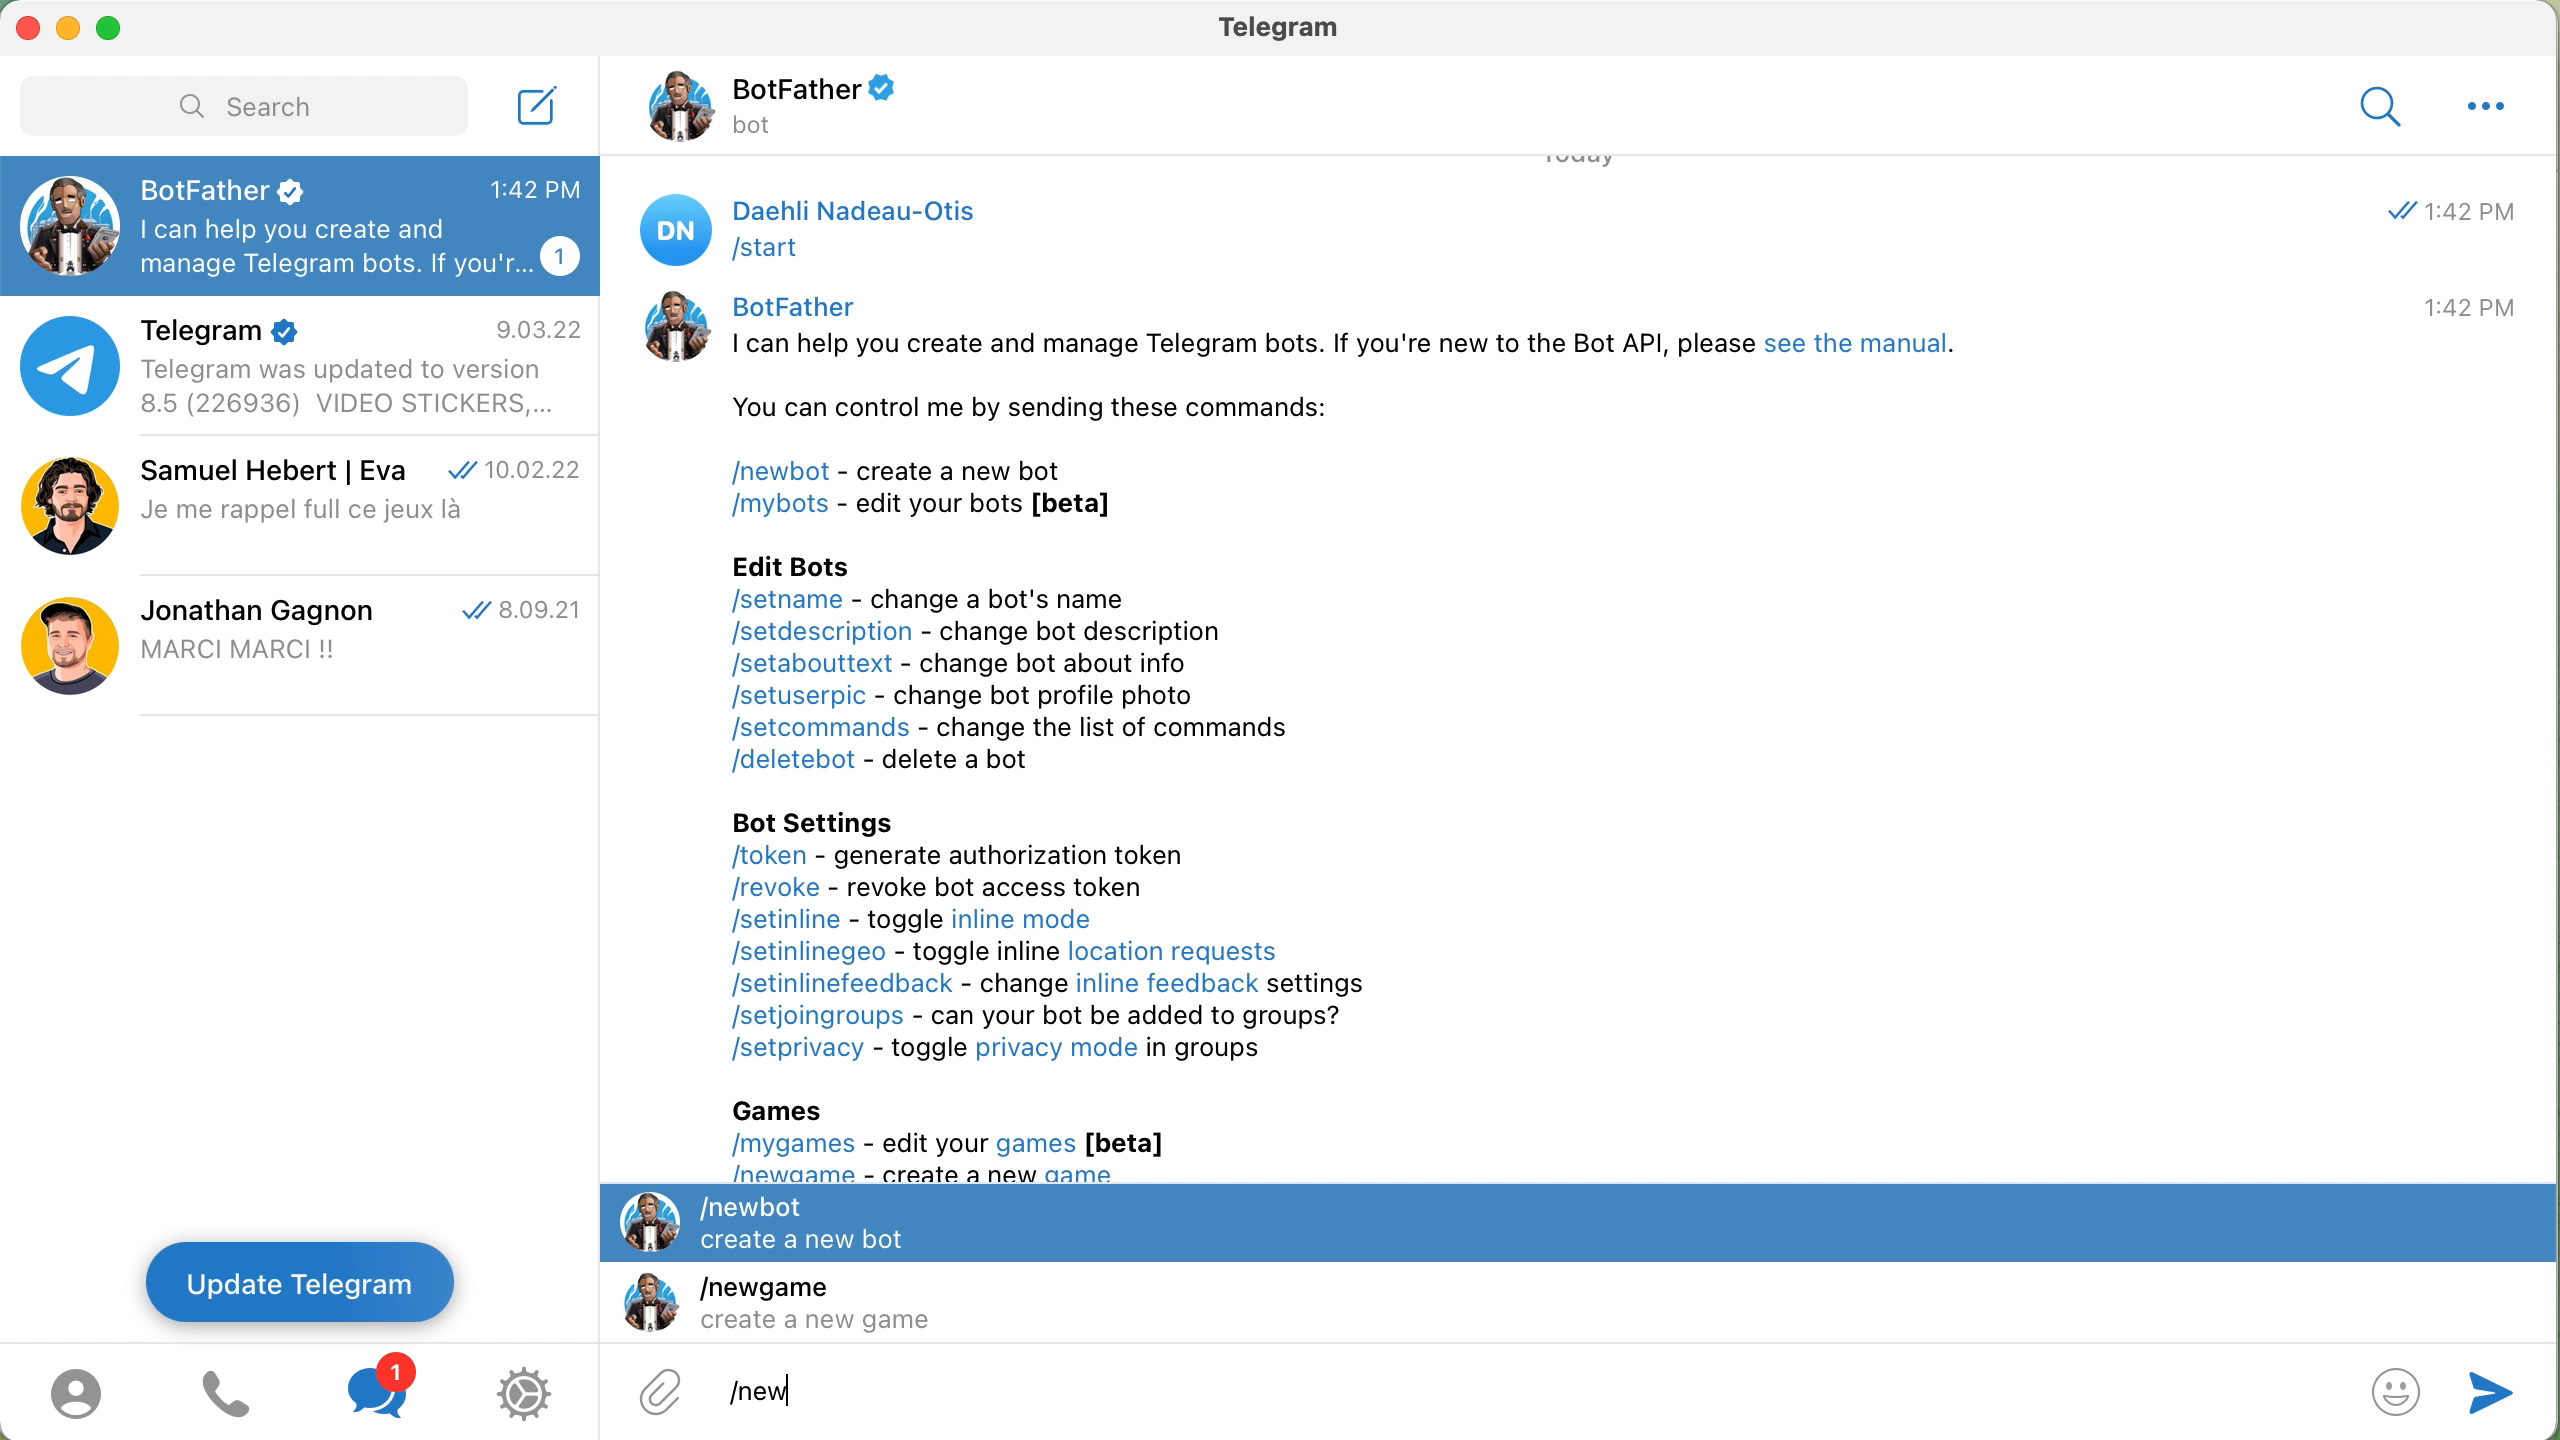 Telegram
Search
BotFather
1:42 PM
I can help you create and
manage Telegram bots. If you'r...
1
Telegram
9.03.22
Telegram was updated to version
8.5 (226936)  VIDEO STICKERS,...
Samuel Hebert | Eva
10.02.22
Je me rappel full ce jeux là
Jonathan Gagnon
8.09.21
MARCI MARCI !!
Update Telegram
1
BotFather
bot
Today
DN
Daehli Nadeau-Otis
1:42 PM
/start
BotFather
1:42 PM
I can help you create and manage Telegram bots. If you're new to the Bot API, please see the manual.
You can control me by sending these commands:
/newbot - create a new bot
/mybots - edit your bots [beta]
Edit Bots
/setname - change a bot's name
/setdescription - change bot description
/setabouttext - change bot about info
/setuserpic - change bot profile photo
/setcommands - change the list of commands
/deletebot - delete a bot
Bot Settings
/token - generate authorization token
/revoke - revoke bot access token
/setinline - toggle inline mode
/setinlinegeo - toggle inline location requests
/setinlinefeedback - change inline feedback settings
/setjoingroups - can your bot be added to groups?
/setprivacy - toggle privacy mode in groups
Games
/mygames - edit your games [beta]
/newgame - create a new game
/newbot
create a new bot
/newgame
create a new game
/new